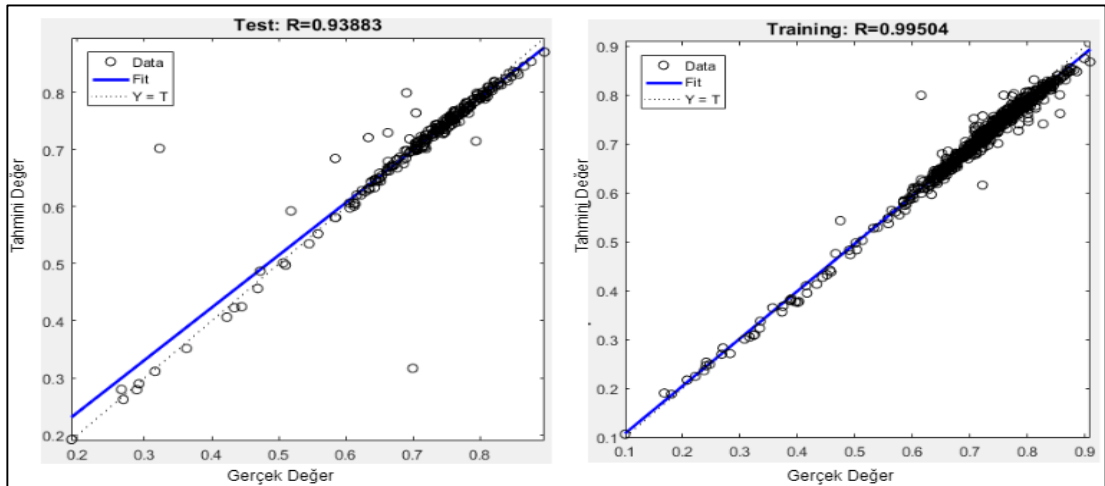 Test: R=0.93883
Data
Fit
Y = T
Tahmini Değer
0.8
0.7
0.6
0.5
0.4
0.3
0.2
0.2 0.3 0.4 0.5 0.6 0.7 0.8
Gerçek Değer
Training: R=0.99504
Data
Fit
Y = T
Tahmini Değer
0.9
0.8
0.7
0.6
0.5
0.4
0.3
0.2
0.1
0.1 0.2 0.3 0.4 0.5 0.6 0.7 0.8 0.9
Gerçek Değer